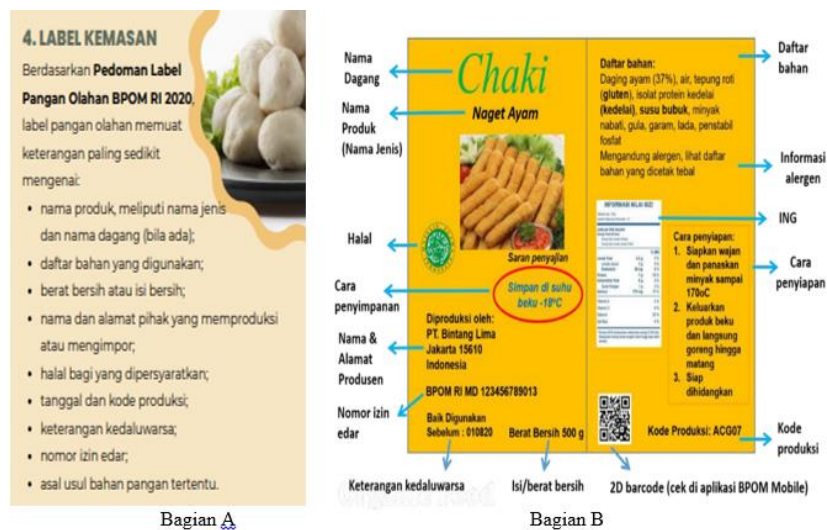 4. LABEL KEMASAN
Berdasarkan Pedoman Label
Pangan Olahan BPOM RI 2020,
label pangan olahan memuat
keterangan paling sedikit
mengenai:
• nama produk, meliputi nama jenis
dan nama dagang (bila ada);
• daftar bahan yang digunakan;
• berat bersih atau isi bersih;
• nama dan alamat pihak yang memproduksi
atau mengimpor;
• halal bagi yang dipersyaratkan;
• tanggal dan kode produksi;
• keterangan kedaluwarsa;
• nomor izin edar;
• asal usul bahan pangan tertentu.
Bagian A
Nama
Dagang
Nama
Produk
(Nama Jenis)
Halal
Cara
penyimpanan
Nama &
Alamat
Produsen
Nomor izin
edar
Keterangan kedaluwarsa
Chaki
Naget Ayam
Saran penyajian
Simpan di suhu
beku -18°C
Diproduksi oleh:
PT. Bintang Lima
Jakarta 15610
Indonesia
BPOM RI MD 123456789013
Baik Digunakan
Sebelum : 010820
Berat Bersih 500 g
Isi/berat bersih
Daftar bahan:
Daging ayam (37%), air, tepung roti
(gluten), isolat protein kedelai
(kedelai), susu bubuk, minyak
nabati, gula, garam, lada, penstabil
fosfat
Mengandung alergen, lihat daftar
bahan yang dicetak tebal
INFORMASI NILAI GIZI
Cara penyiapan:
1. Siapkan wajan
dan panaskan
minyak sampai
170oC
2. Keluarkan
produk beku
dan langsung
goreng hingga
matang
3. Siap
dihidangkan
Kode Produksi: ACG07
Daftar
bahan
Informasi
alergen
ING
Cara
penyiapan
Kode
produksi
2D barcode (cek di aplikasi BPOM Mobile)
Bagian B